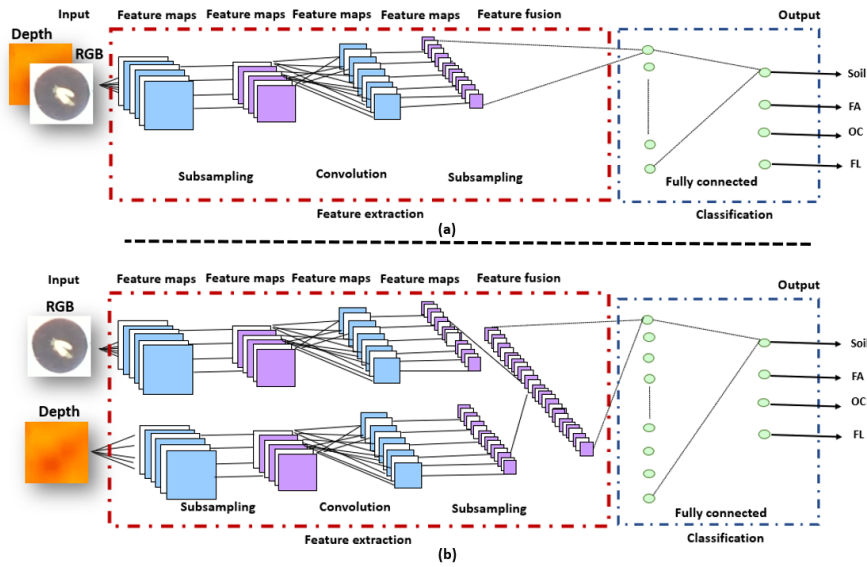 Input Feature maps Feature maps Feature maps Feature maps Feature fusion Output
Depth
RGB
Soil
FA
OC
FL
Subsampling Convolution Subsampling Fully connected
Feature extraction Classification
(a)
Input Feature maps Feature maps Feature maps Feature maps Feature fusion Output
RGB
Soil
FA
OC
Depth
FL
Subsampling Convolution Subsampling Fully connected
Feature extraction Classification
(b)